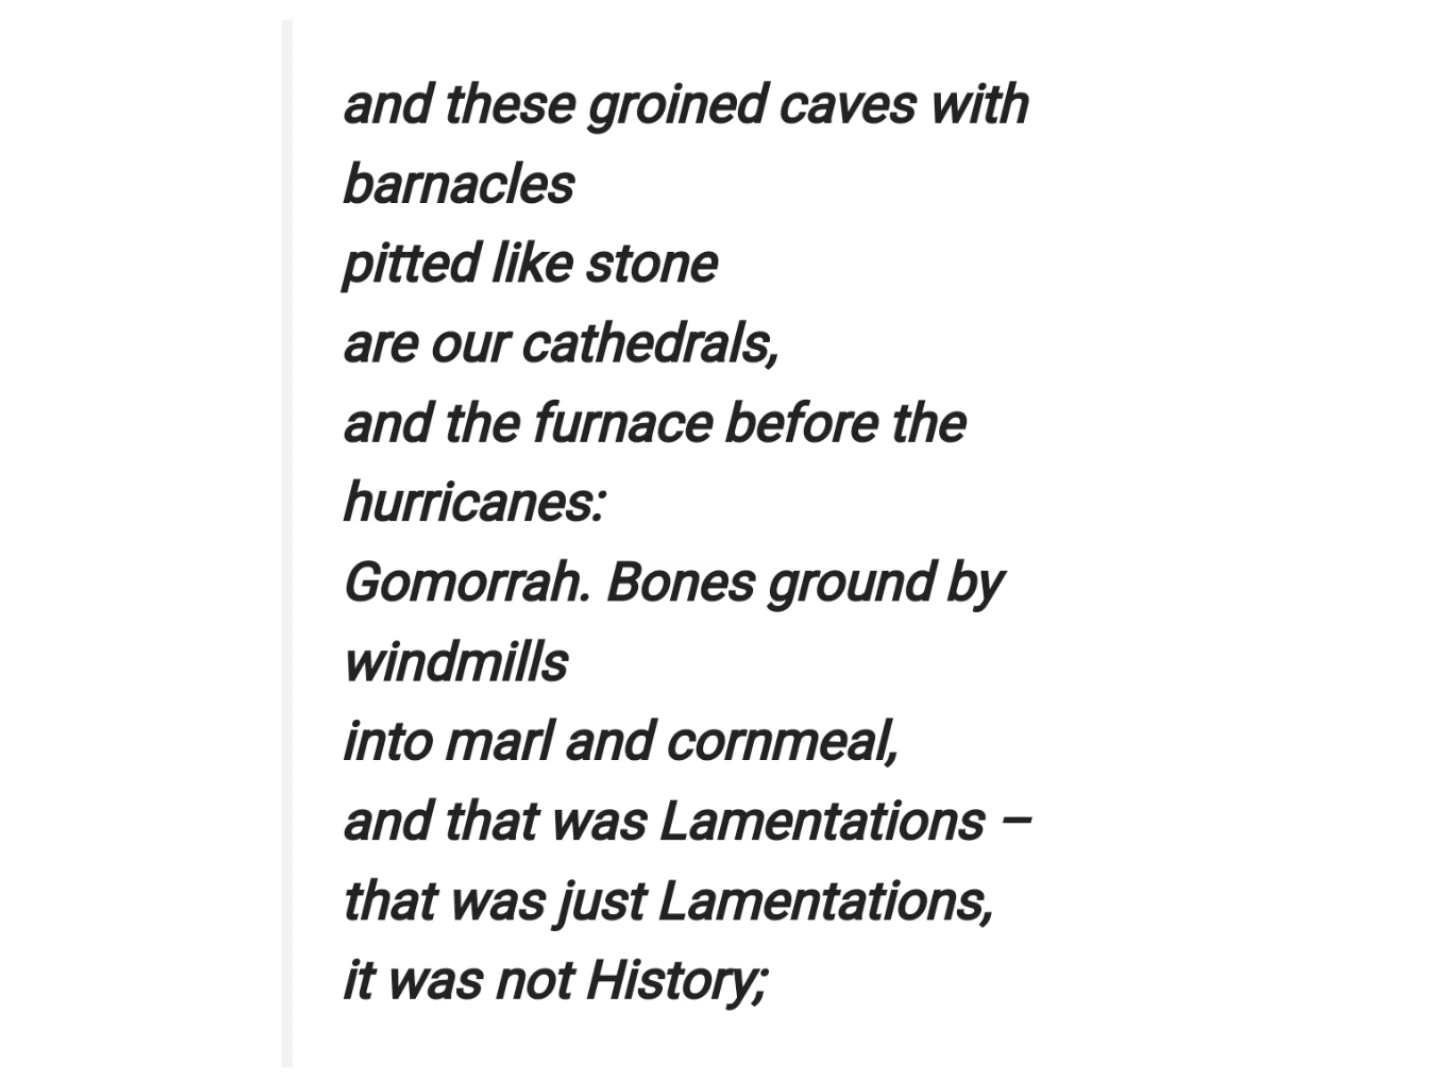 and these groined caves with
barnacles
pitted like stone
are our cathedrals,
and the furnace before the
hurricanes:
Gomorrah. Bones ground by
windmills
into marl and cornmeal,
and that was Lamentations –
that was just Lamentations,
it was not History;